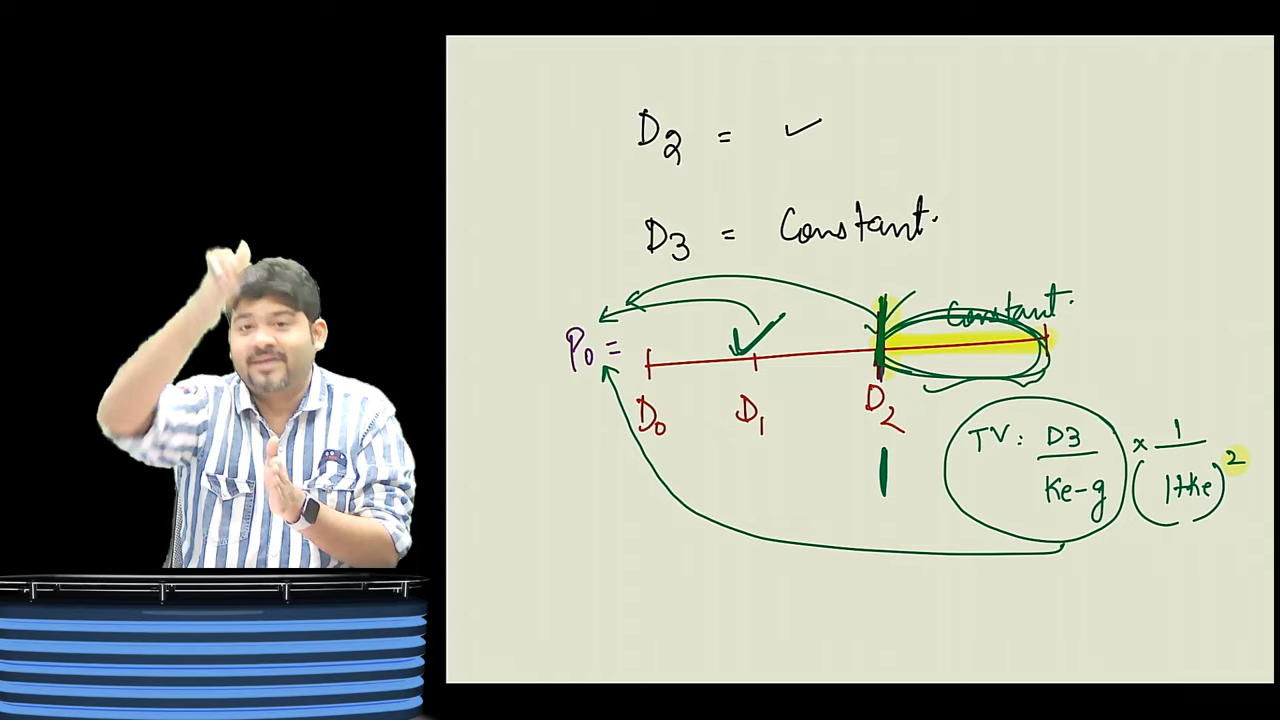 D2 = ✓
D3 = Constant.
Constant.
P0 =
D0 D1 D2
TV: D3/Ke-g × 1/(1+Ke)^2